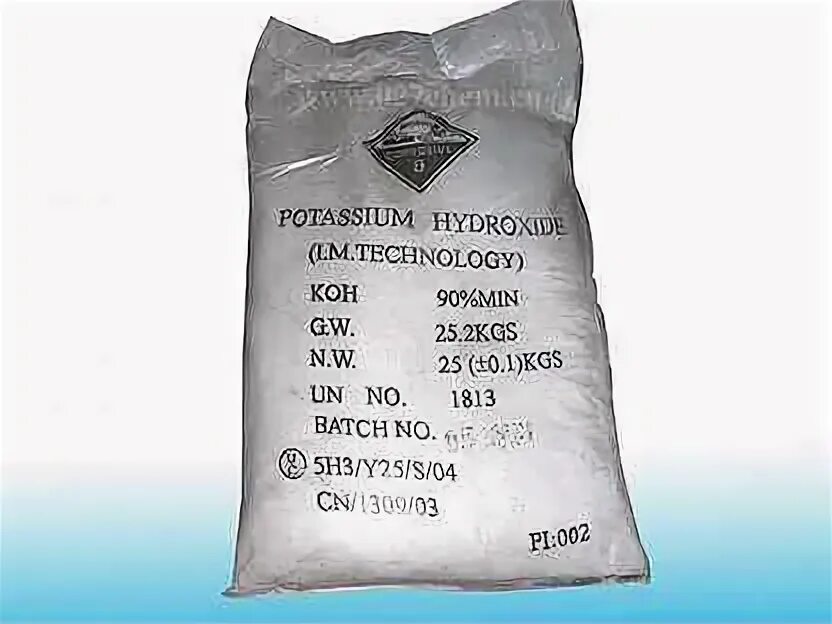 POTASSIUM HYDROXIDE
(I.M.TECHNOLOGY)
KOH 90%MIN
G.W. 25.2KGS
N.W. 25 (±0.1)KGS
UN NO. 1813
BATCH NO.
5H3/Y25/S/04
CN/1300/03
PI:002